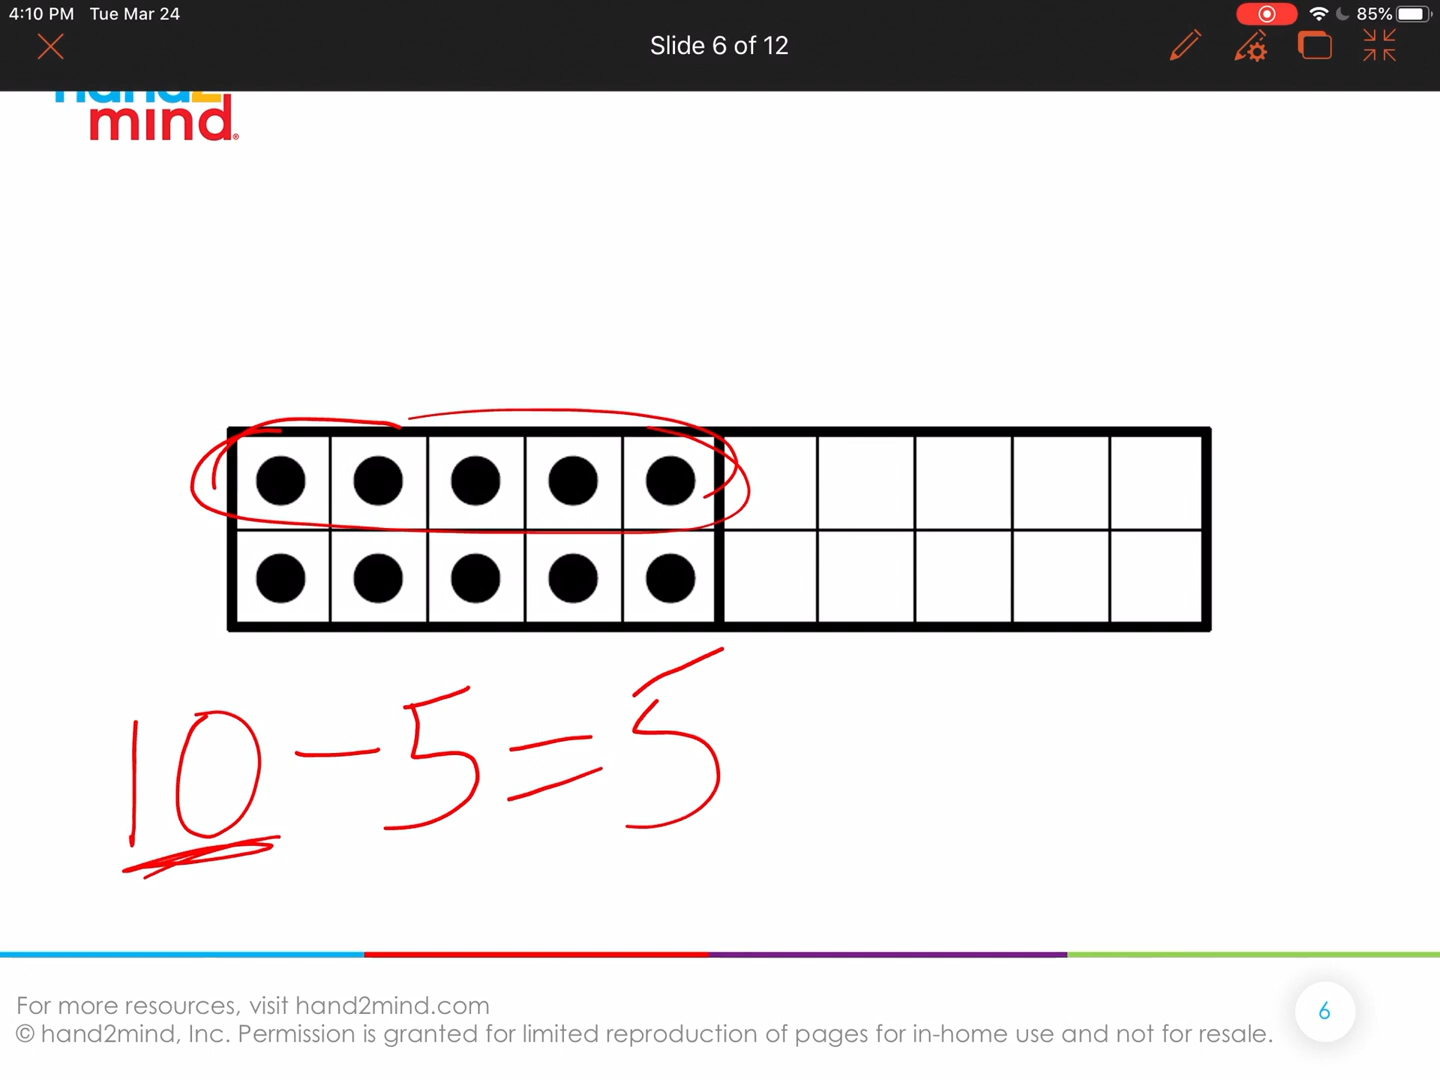 4:10 PM Tue Mar 24
85%
Slide 6 of 12
hand2
mind®
10-5=5
For more resources, visit hand2mind.com
© hand2mind, Inc. Permission is granted for limited reproduction of pages for in-home use and not for resale.
6